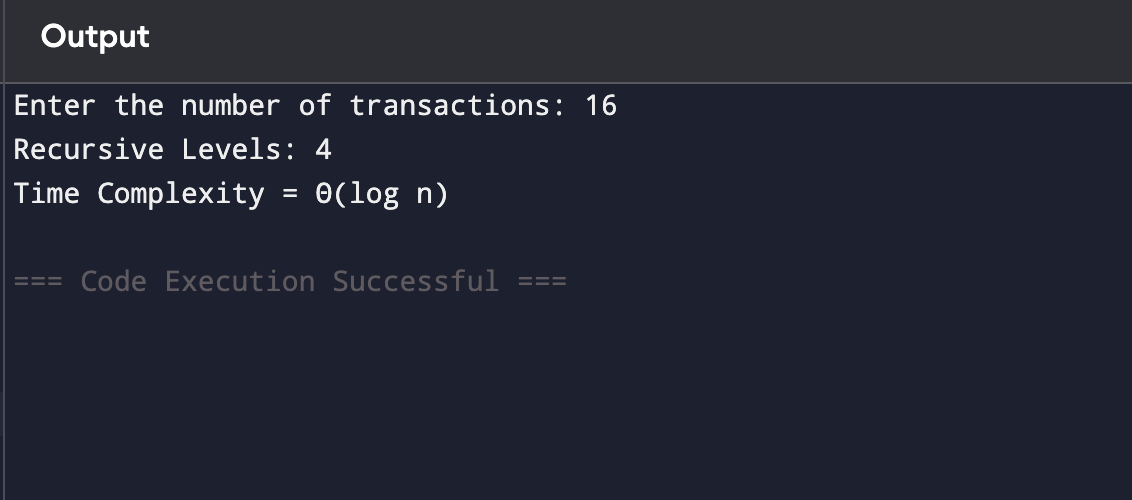 Output
Enter the number of transactions: 16
Recursive Levels: 4
Time Complexity = Θ(log n)
=== Code Execution Successful ===